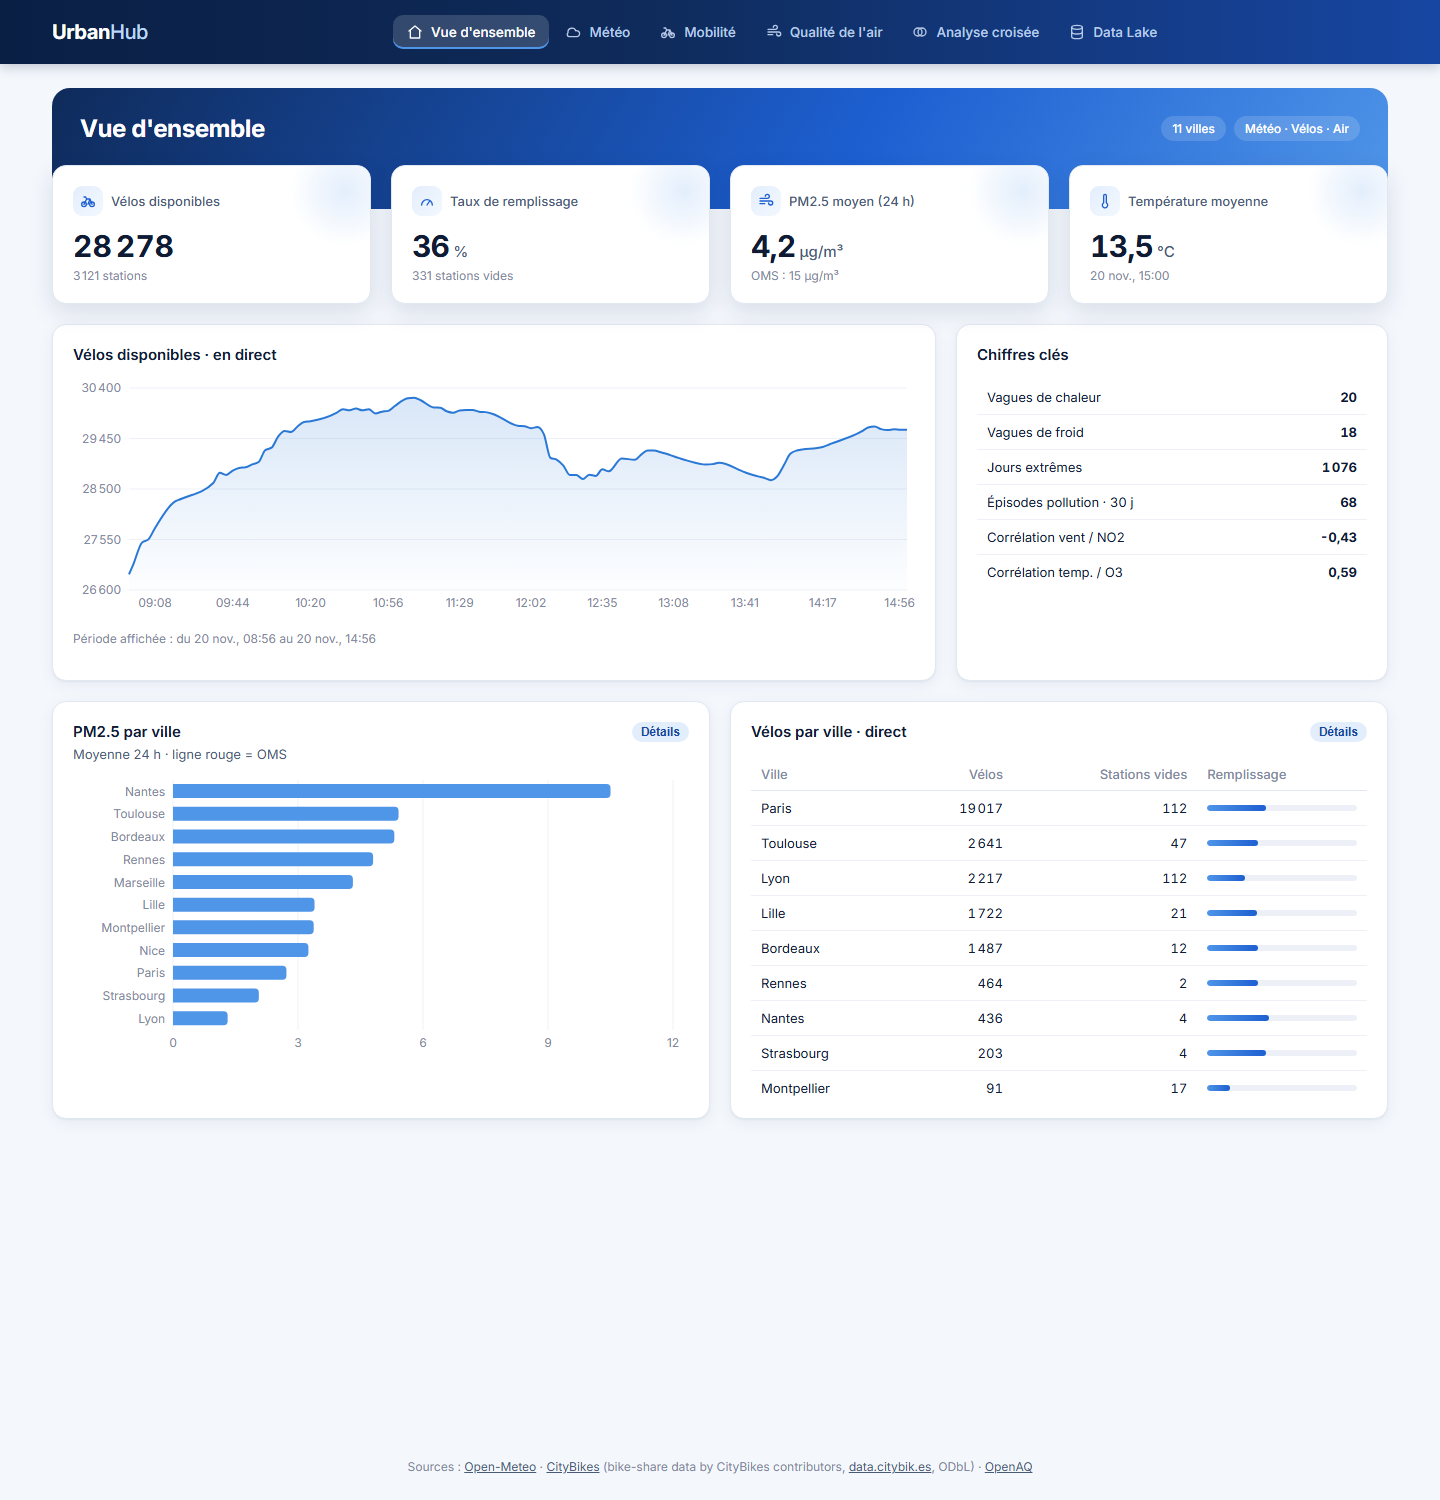 UrbanHub
Vue d'ensemble
Météo
Mobilité
Qualité de l'air
Analyse croisée
Data Lake
Vue d'ensemble
11 villes
Météo · Vélos · Air
Vélos disponibles
28 278
3 121 stations
Taux de remplissage
36 %
331 stations vides
PM2.5 moyen (24 h)
4,2 µg/m³
OMS : 15 µg/m³
Température moyenne
13,5 °C
20 nov., 15:00
Vélos disponibles · en direct
30 400
29 450
28 500
27 550
26 600
09:08 09:44 10:20 10:56 11:29 12:02 12:35 13:08 13:41 14:17 14:56
Période affichée : du 20 nov., 08:56 au 20 nov., 14:56
Chiffres clés
Vagues de chaleur 20
Vagues de froid 18
Jours extrêmes 1 076
Épisodes pollution · 30 j 68
Corrélation vent / NO2 -0,43
Corrélation temp. / O3 0,59
PM2.5 par ville
Détails
Moyenne 24 h · ligne rouge = OMS
Nantes
Toulouse
Bordeaux
Rennes
Marseille
Lille
Montpellier
Nice
Paris
Strasbourg
Lyon
0 3 6 9 12
Vélos par ville · direct
Détails
Ville Vélos Stations vides Remplissage
Paris 19 017 112
Toulouse 2 641 47
Lyon 2 217 112
Lille 1 722 21
Bordeaux 1 487 12
Rennes 464 2
Nantes 436 4
Strasbourg 203 4
Montpellier 91 17
Sources : Open-Meteo · CityBikes (bike-share data by CityBikes contributors, data.citybik.es, ODbL) · OpenAQ